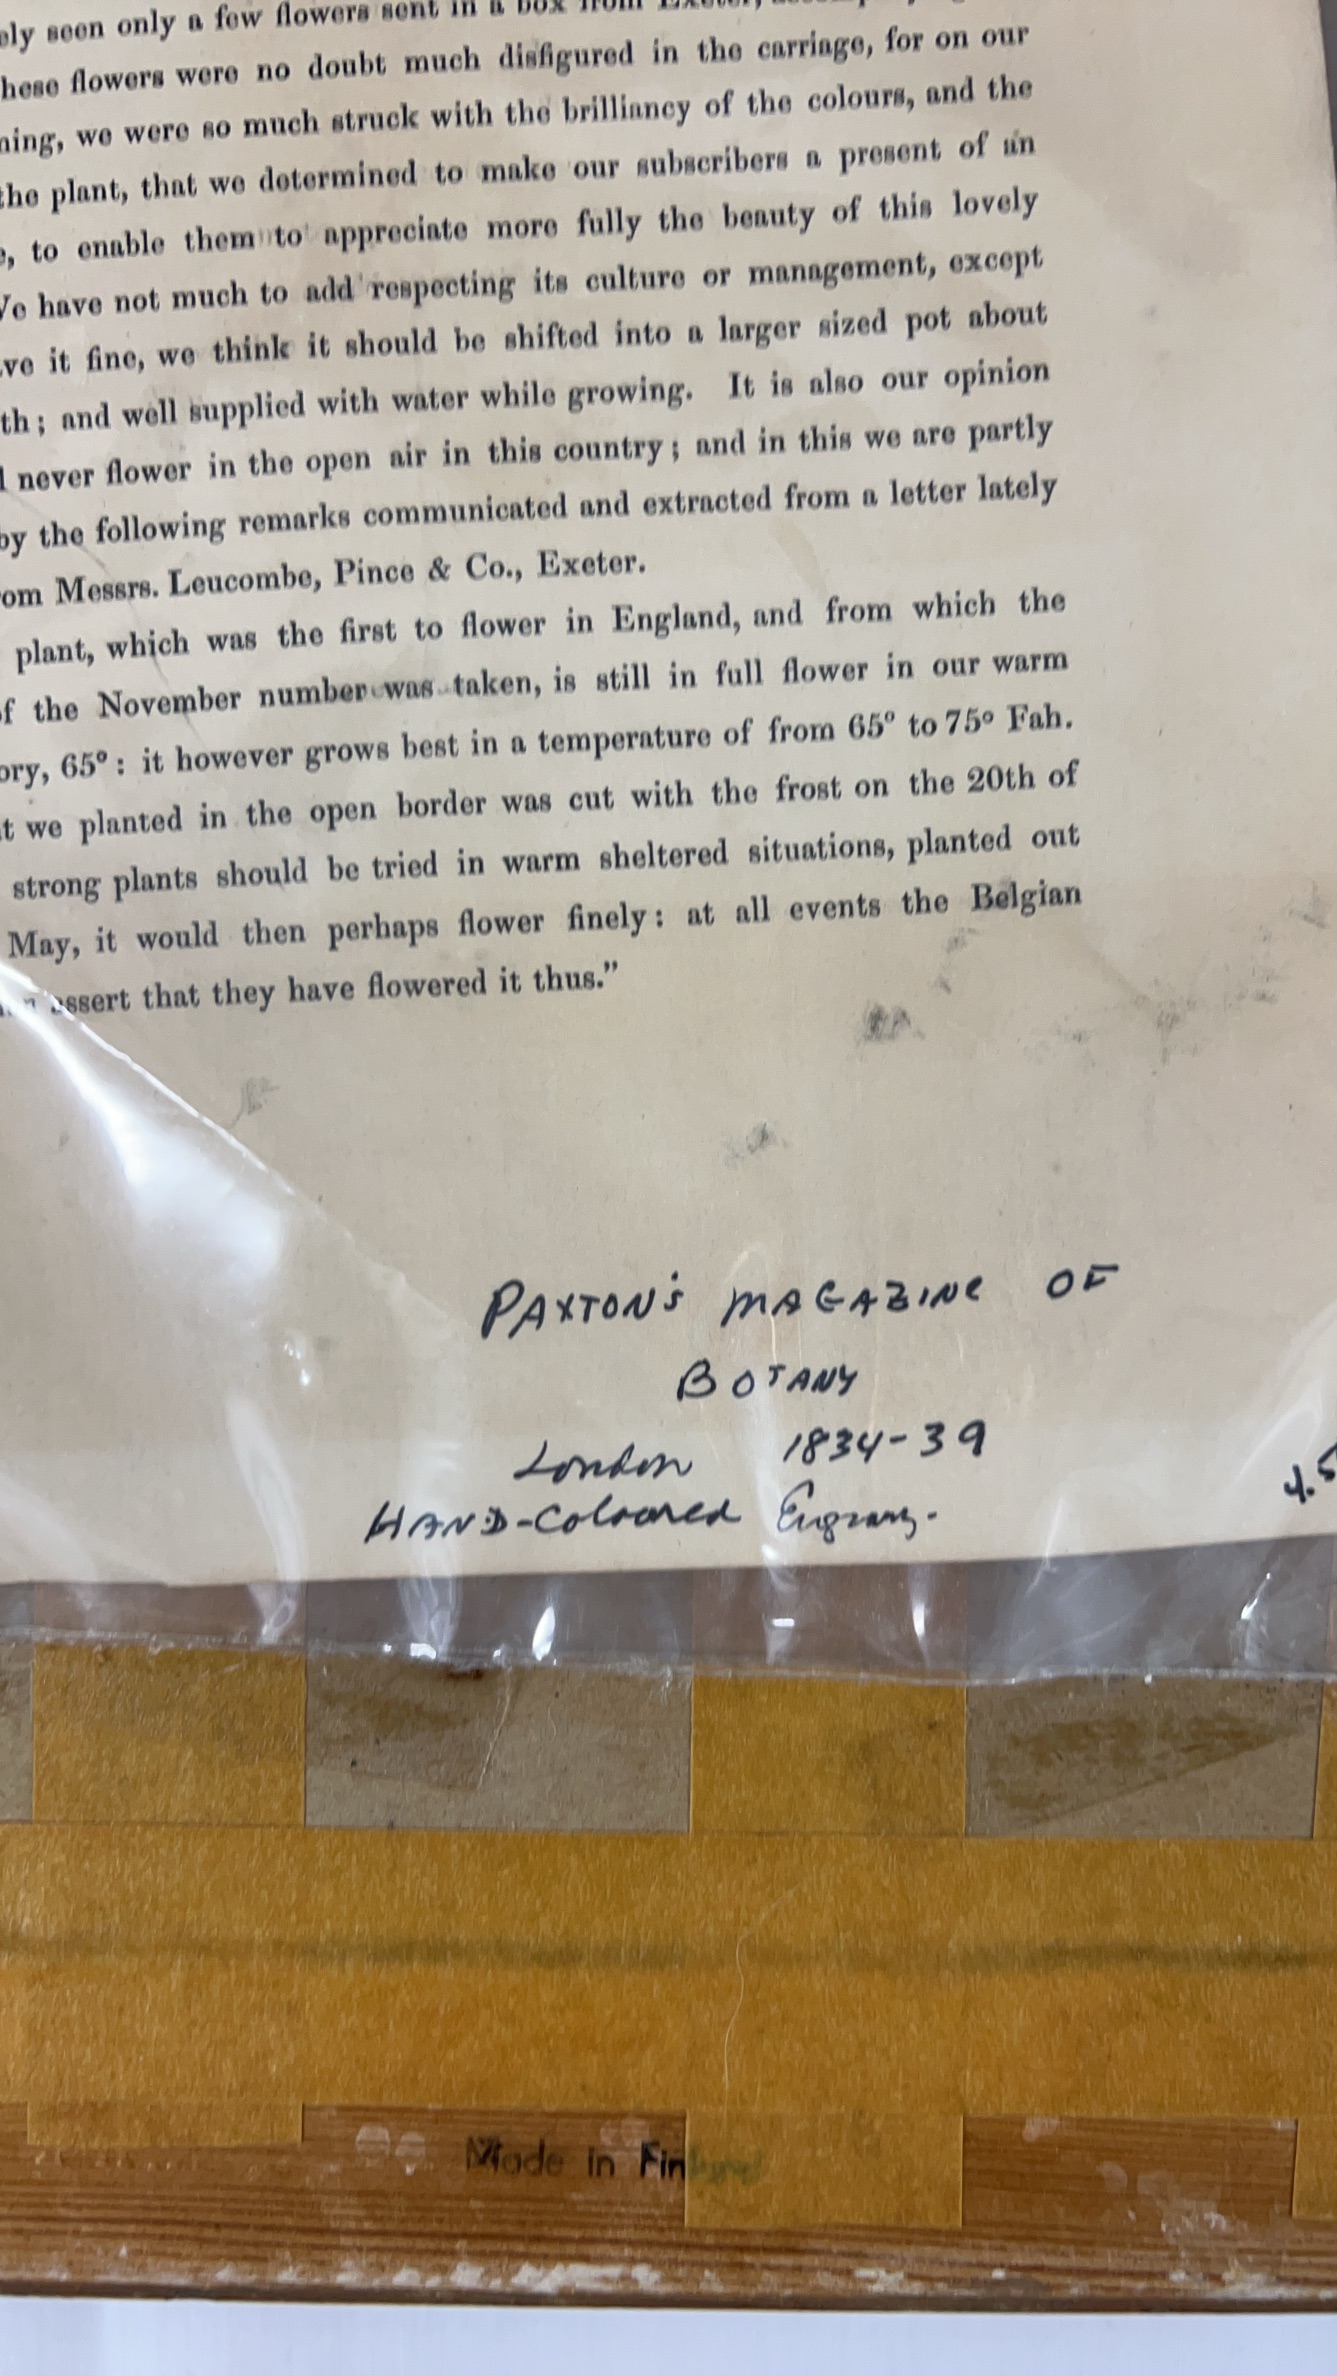 seen only a few flowers sent in a box from Exeter,
hese flowers were no doubt much disfigured in the carriage, for on our
ning, we were so much struck with the brilliancy of the colours, and the
the plant, that we determined to make our subscribers a present of an
e, to enable them to appreciate more fully the beauty of this lovely
We have not much to add respecting its culture or management, except
ve it fine, we think it should be shifted into a larger sized pot about
th; and well supplied with water while growing. It is also our opinion
l never flower in the open air in this country; and in this we are partly
by the following remarks communicated and extracted from a letter lately
om Messrs. Leucombe, Pince & Co., Exeter.
plant, which was the first to flower in England, and from which the
of the November number was taken, is still in full flower in our warm
ory, 65°: it however grows best in a temperature of from 65° to 75° Fah.
t we planted in the open border was cut with the frost on the 20th of
strong plants should be tried in warm sheltered situations, planted out
May, it would then perhaps flower finely: at all events the Belgian
assert that they have flowered it thus.”
PAXTON'S MAGAZINE OF
BOTANY
London 1834-39
HAND-Coloured Engravg.
4.5
Made in Finland